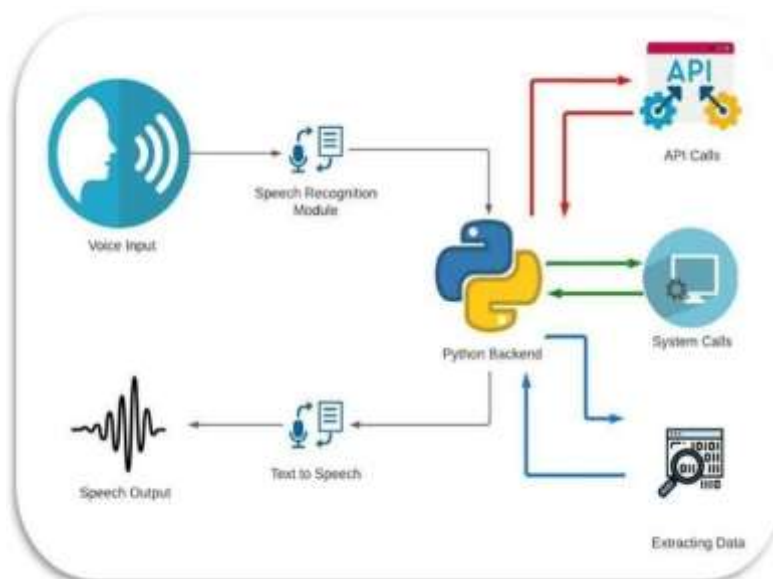 API
API Calls
Speech Recognition
Module
Voice Input
Python Backend
System Calls
Text to Speech
Speech Output
Extracting Data